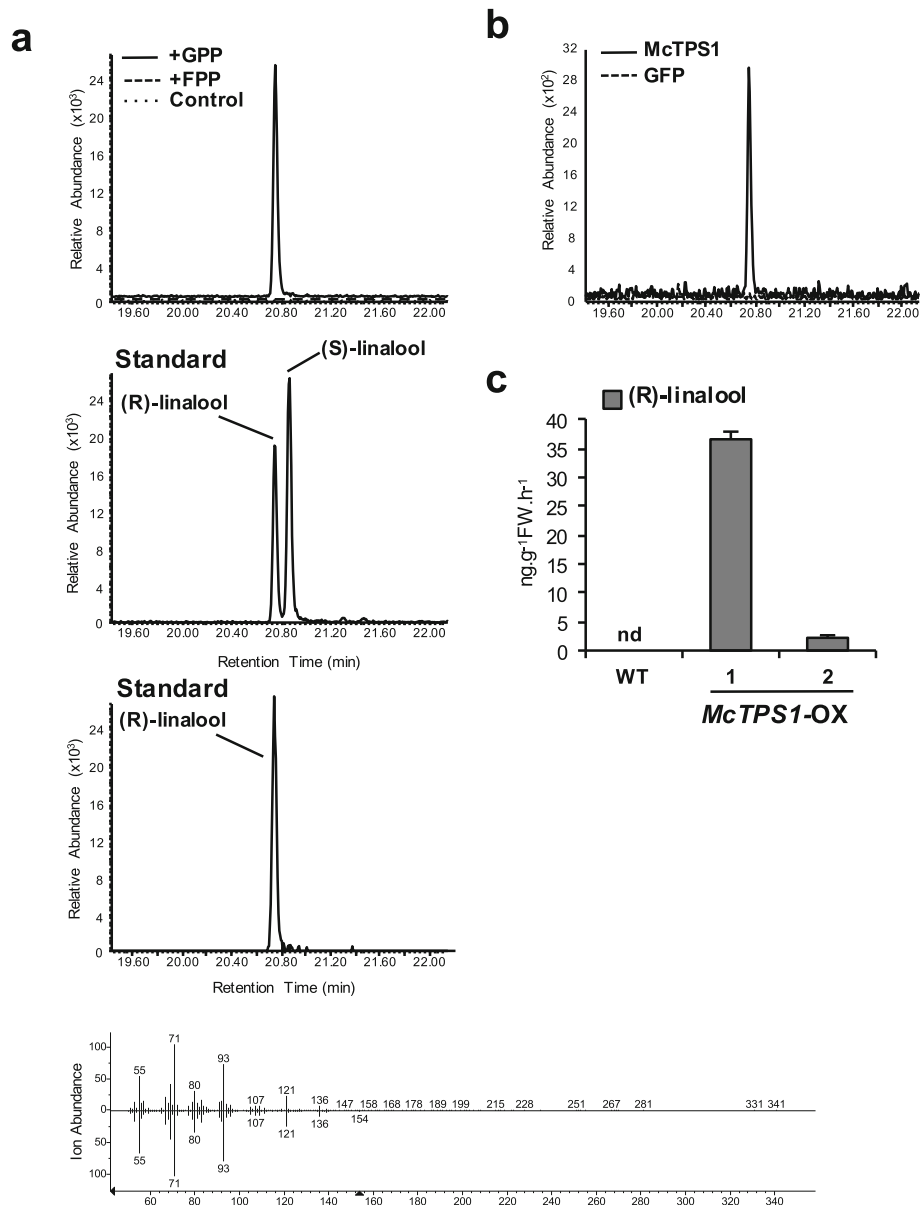 a
+GPP
+FPP
Control
Relative Abundance (x10³)
24
20
16
12
8
4
0
19.60 20.00 20.40 20.80 21.20 21.60 22.00
Standard
(S)-linalool
(R)-linalool
Relative Abundance (x10³)
24
20
16
12
8
4
0
19.60 20.00 20.40 20.80 21.20 21.60 22.00
Retention Time (min)
Standard
(R)-linalool
Relative Abundance (x10³)
24
20
16
12
8
4
0
19.60 20.00 20.40 20.80 21.20 21.60 22.00
Retention Time (min)
b
McTPS1
GFP
Relative Abundance (x10²)
32
28
24
20
16
12
8
4
0
19.60 20.00 20.40 20.80 21.20 21.60 22.00
c
(R)-linalool
ng.g⁻¹FW.h⁻¹
40
35
30
25
20
15
10
5
0
nd
WT 1 2
McTPS1-OX
Ion Abundance
100
50
0
50
100
55 71 80 93 107 121 136 147 158 168 178 189 199 215 228 251 267 281 331 341
55 71 80 93 107 121 136 154
60 80 100 120 140 160 180 200 220 240 260 280 300 320 340